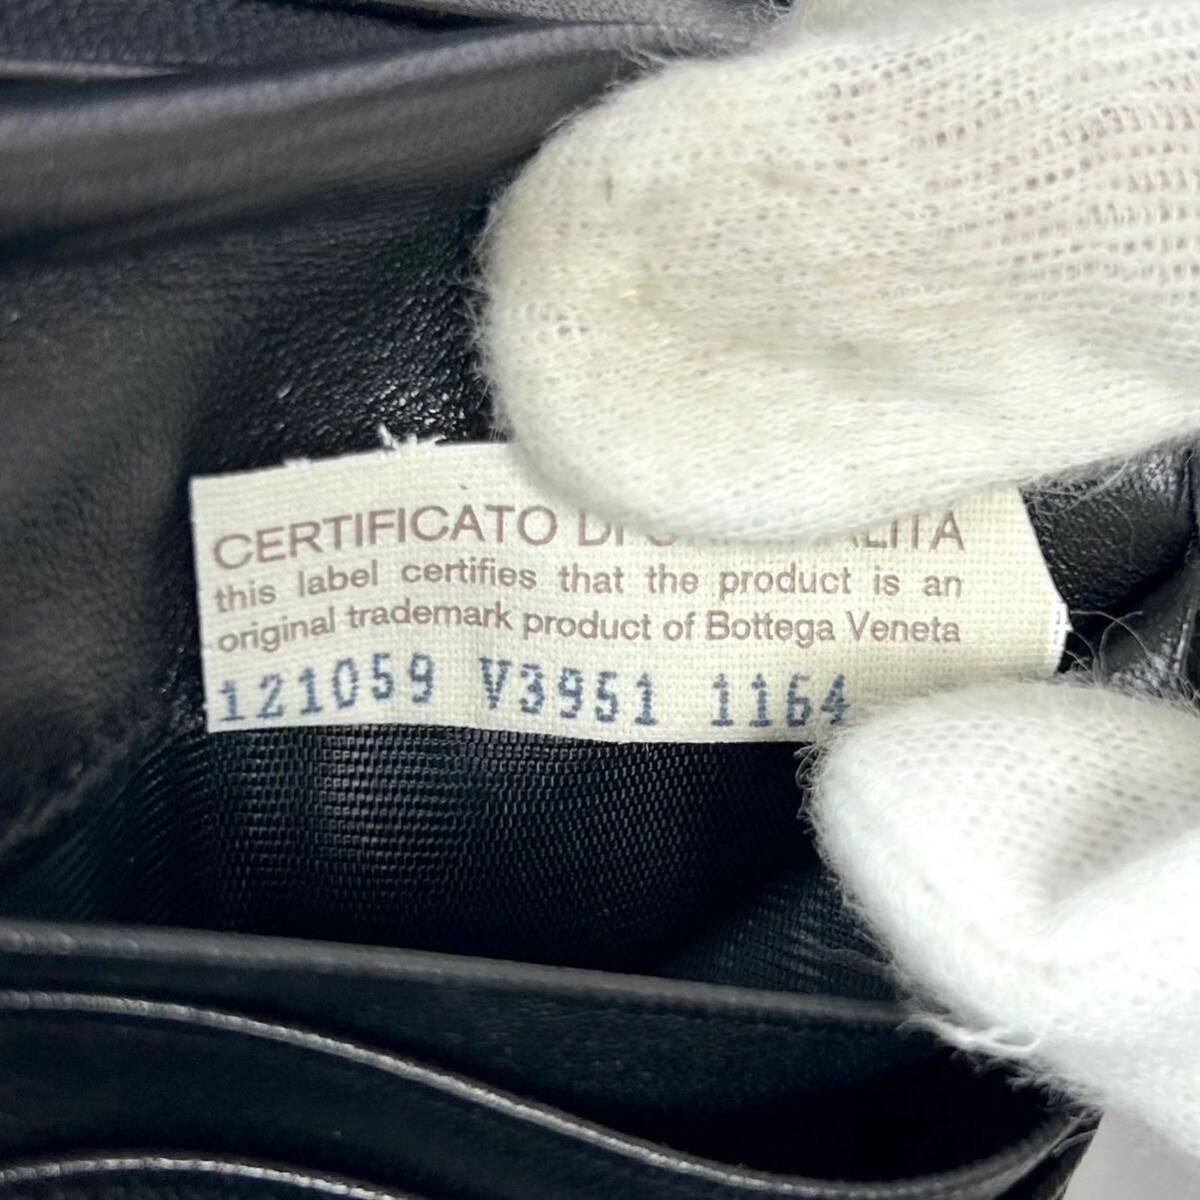 CERTIFICATO DI
this label certifies that the product is an
original trademark product of Bottega Veneta
121059 V3951 1164